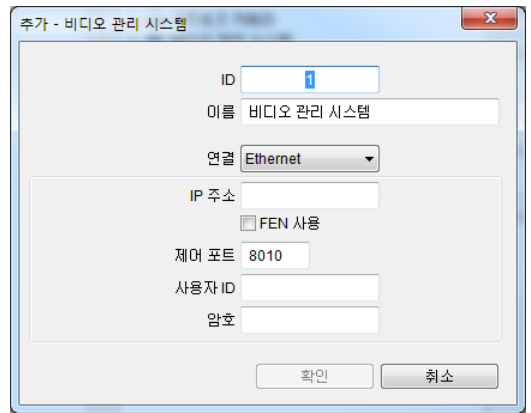 추가 - 비디오 관리 시스템
ID 1
이름 비디오 관리 시스템
연결 Ethernet
IP 주소
FEN 사용
제어 포트 8010
사용자 ID
암호
확인 취소